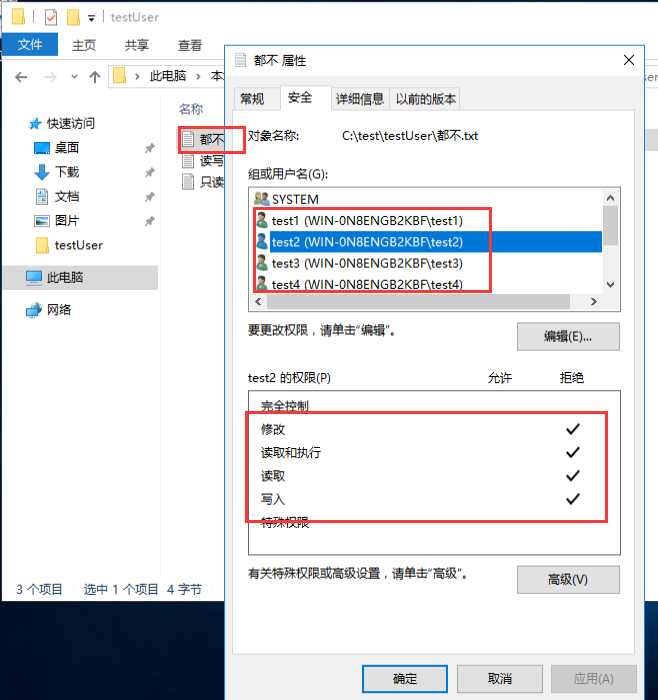 testUser
文件 主页 共享 查看
此电脑 本
名称
快速访问
桌面
下载
文档
图片
testUser
此电脑
网络
都不
读写
只读
3 个项目 选中 1 个项目 4 字节
都不 属性
常规 安全 详细信息 以前的版本
对象名称: C:\test\testUser\都不.txt
组或用户名(G):
SYSTEM
test1 (WIN-0N8ENGB2KBF\test1)
test2 (WIN-0N8ENGB2KBF\test2)
test3 (WIN-0N8ENGB2KBF\test3)
test4 (WIN-0N8ENGB2KBF\test4)
要更改权限，请单击“编辑”。
编辑(E)...
test2 的权限(P) 允许 拒绝
完全控制
修改
读取和执行
读取
写入
特殊权限
有关特殊权限或高级设置，请单击“高级”。
高级(V)
确定 取消 应用(A)